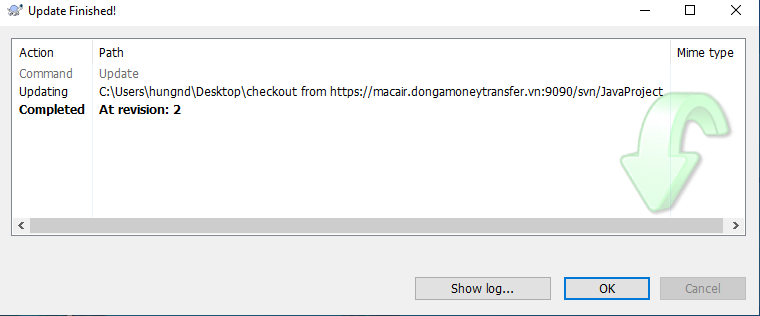 Update Finished!
Action Path Mime type
Command Update
Updating C:\Users\hungnd\Desktop\checkout from https://macair.dongamoneytransfer.vn:9090/svn/JavaProject
Completed At revision: 2
Show log... OK Cancel